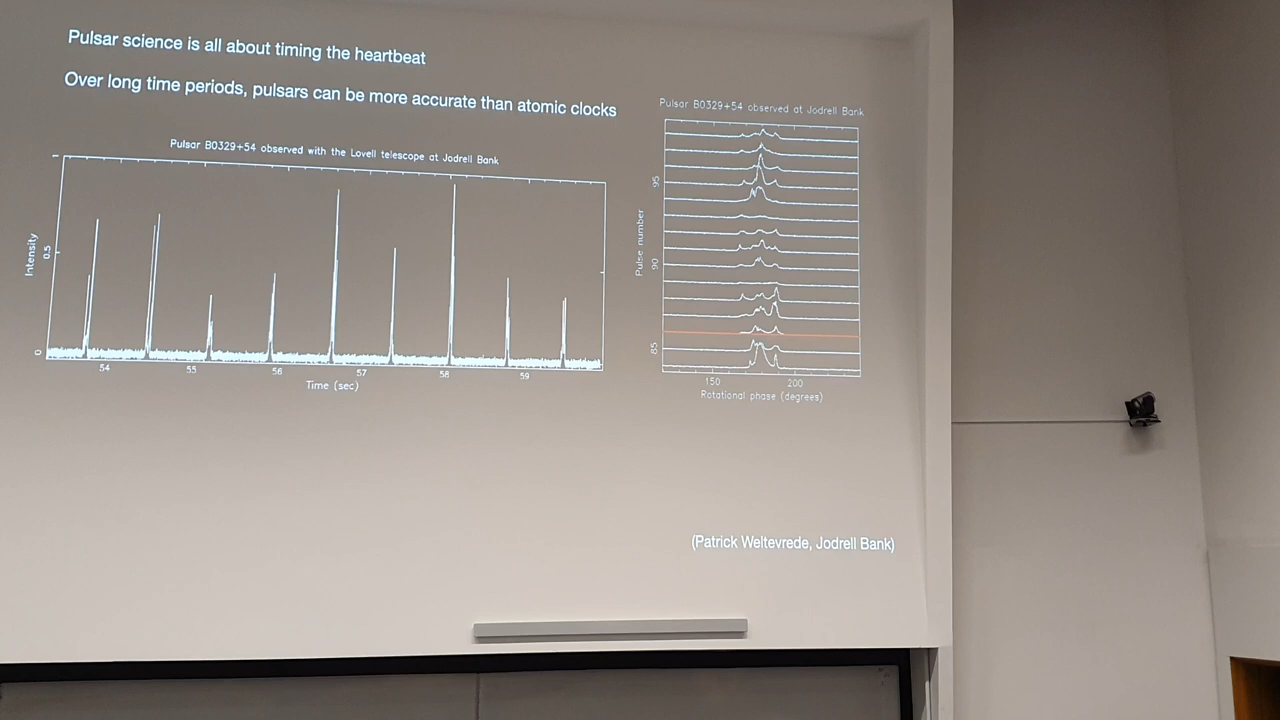 Pulsar science is all about timing the heartbeat
Over long time periods, pulsars can be more accurate than atomic clocks
Pulsar B0329+54 observed with the Lovell telescope at Jodrell Bank
Intensity
0.5
0
54 55 56 57 58 59
Time (sec)
Pulsar B0329+54 observed at Jodrell Bank
Pulse number
95
90
85
150 200
Rotational phase (degrees)
(Patrick Weltevrede, Jodrell Bank)